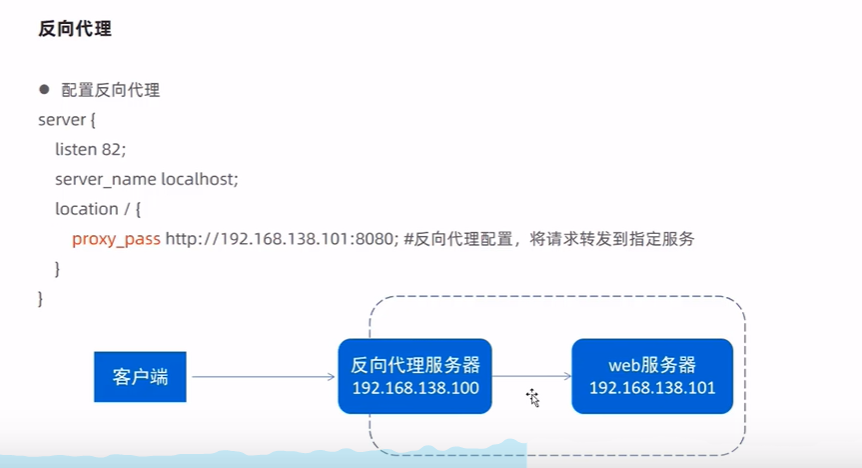 反向代理
● 配置反向代理
server {
listen 82;
server_name localhost;
location / {
proxy_pass http://192.168.138.101:8080; #反向代理配置，将请求转发到指定服务
}
}
客户端
反向代理服务器
192.168.138.100
web服务器
192.168.138.101